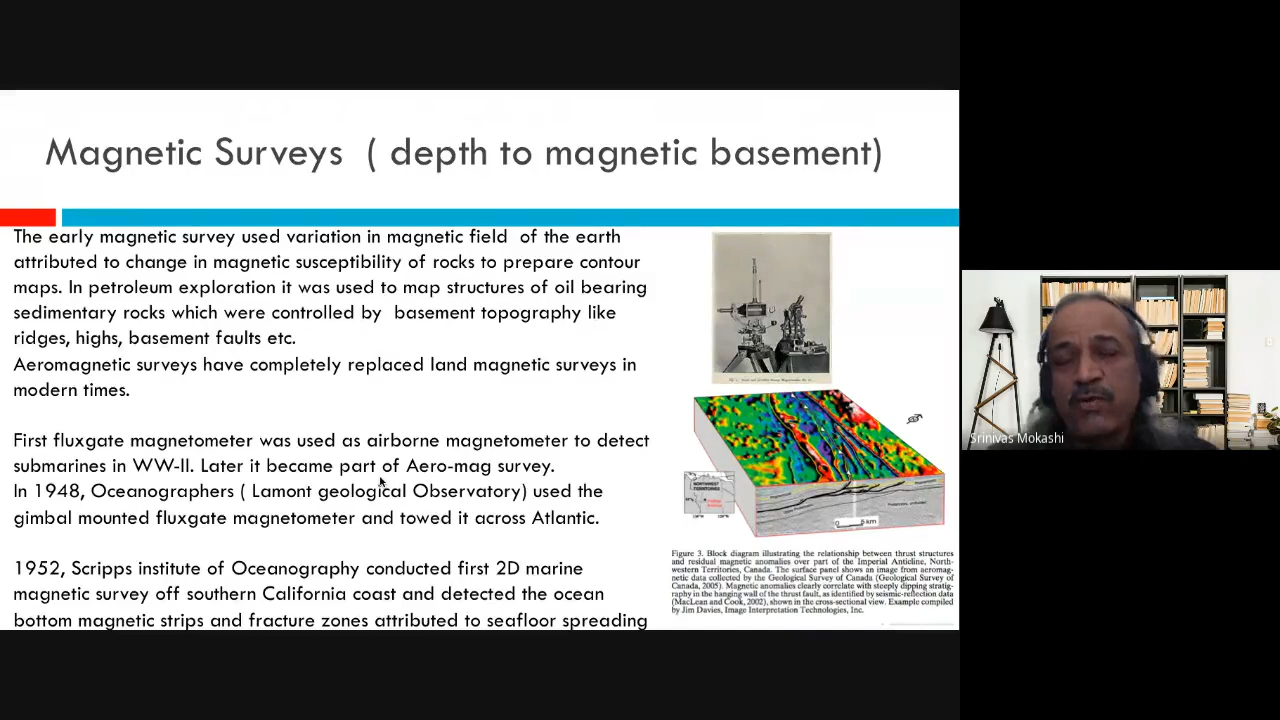 Magnetic Surveys ( depth to magnetic basement)
The early magnetic survey used variation in magnetic field of the earth
attributed to change in magnetic susceptibility of rocks to prepare contour
maps. In petroleum exploration it was used to map structures of oil bearing
sedimentary rocks which were controlled by basement topography like
ridges, highs, basement faults etc.
Aeromagnetic surveys have completely replaced land magnetic surveys in
modern times.
First fluxgate magnetometer was used as airborne magnetometer to detect
submarines in WW-II. Later it became part of Aero-mag survey.
In 1948, Oceanographers ( Lamont geological Observatory) used the
gimbal mounted fluxgate magnetometer and towed it across Atlantic.
1952, Scripps institute of Oceanography conducted first 2D marine
magnetic survey off southern California coast and detected the ocean
bottom magnetic strips and fracture zones attributed to seafloor spreading
NORTHWEST
TERRITORIES
0 5 km
Figure 3. Block diagram illustrating the relationship between thrust structures
and residual magnetic anomalies over part of the Imperial Anticline, North-
western Territories, Canada. The surface panel shows an image from aeromag-
netic data collected by the Geological Survey of Canada (Geological Survey of
Canada, 2005). Magnetic anomalies clearly correlate with steeply dipping stratig-
raphy in the hanging wall of the thrust fault, as identified by seismic-reflection data
(MacLean and Cook, 2002), shown in the cross-sectional view. Example compiled
by Jim Davies, Image Interpretation Technologies, Inc.
Srinivas Mokashi